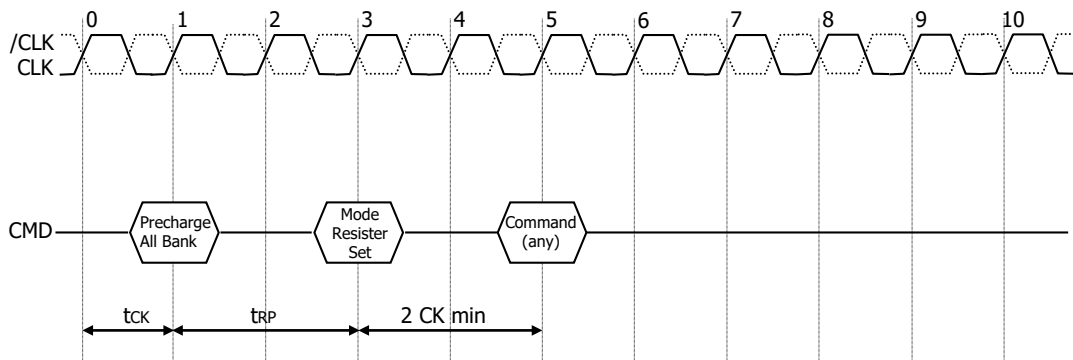 0 1 2 3 4 5 6 7 8 9 10
/CLK
CLK
CMD
Precharge
All Bank
Mode
Resister
Set
Command
(any)
tCK tRP 2 CK min